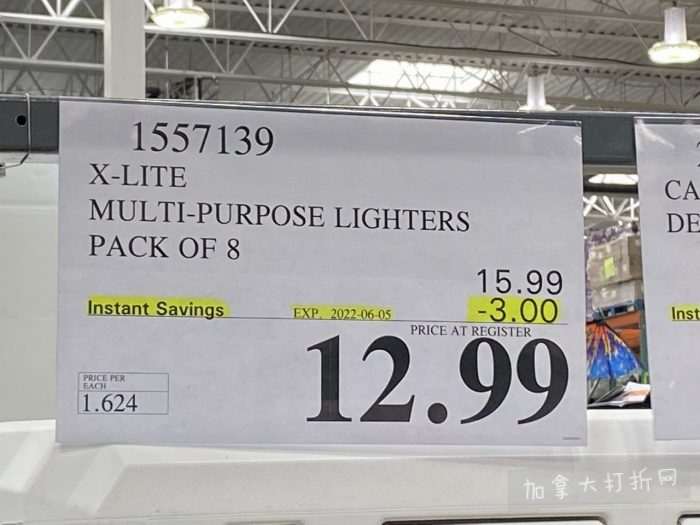 1557139
X-LITE
MULTI-PURPOSE LIGHTERS
PACK OF 8
15.99
Instant Savings EXP. 2022-06-05 -3.00
PRICE AT REGISTER
12.99
PRICE PER
EACH
1.624
CA
DE
Inst
加拿大打折网